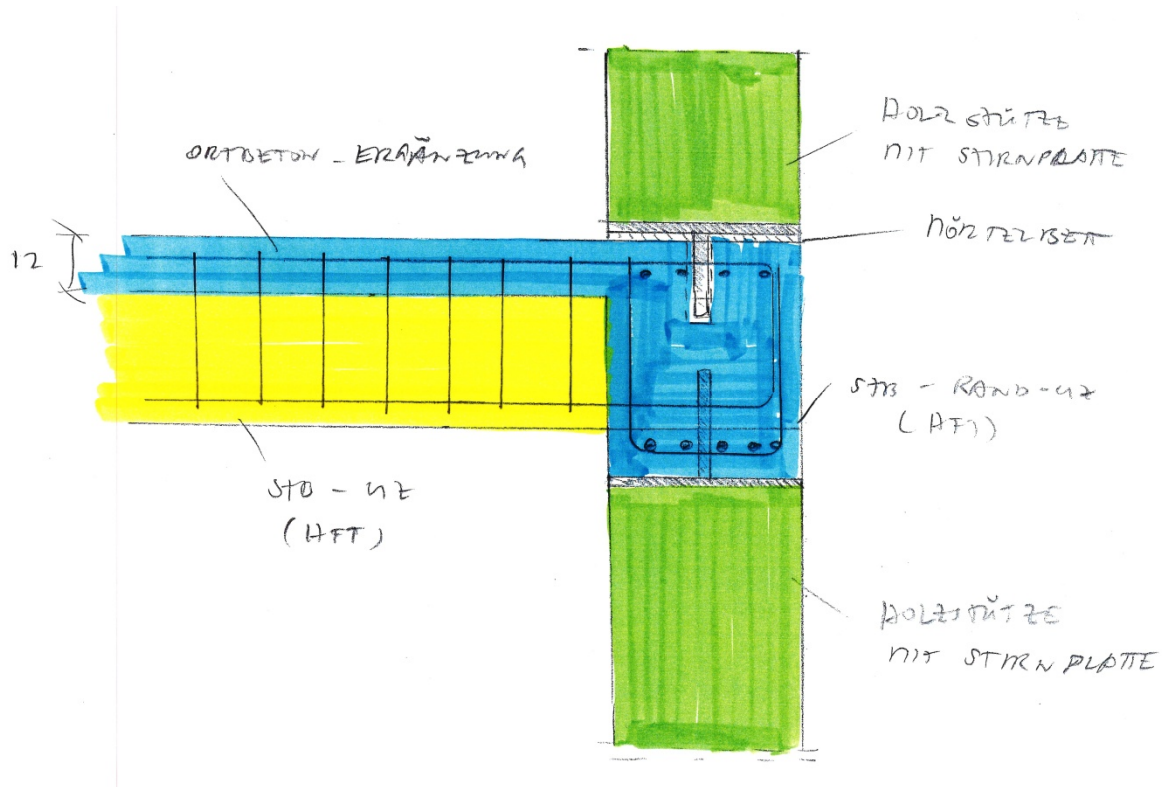 HOLZSTÜTZE
MIT STIRNPLATTE
ORTBETON-ERGÄNZUNG
MÖRTELBETT
12
STB-RAND-UZ
(HFT)
STB-UZ
(HFT)
HOLZSTÜTZE
MIT STIRNPLATTE